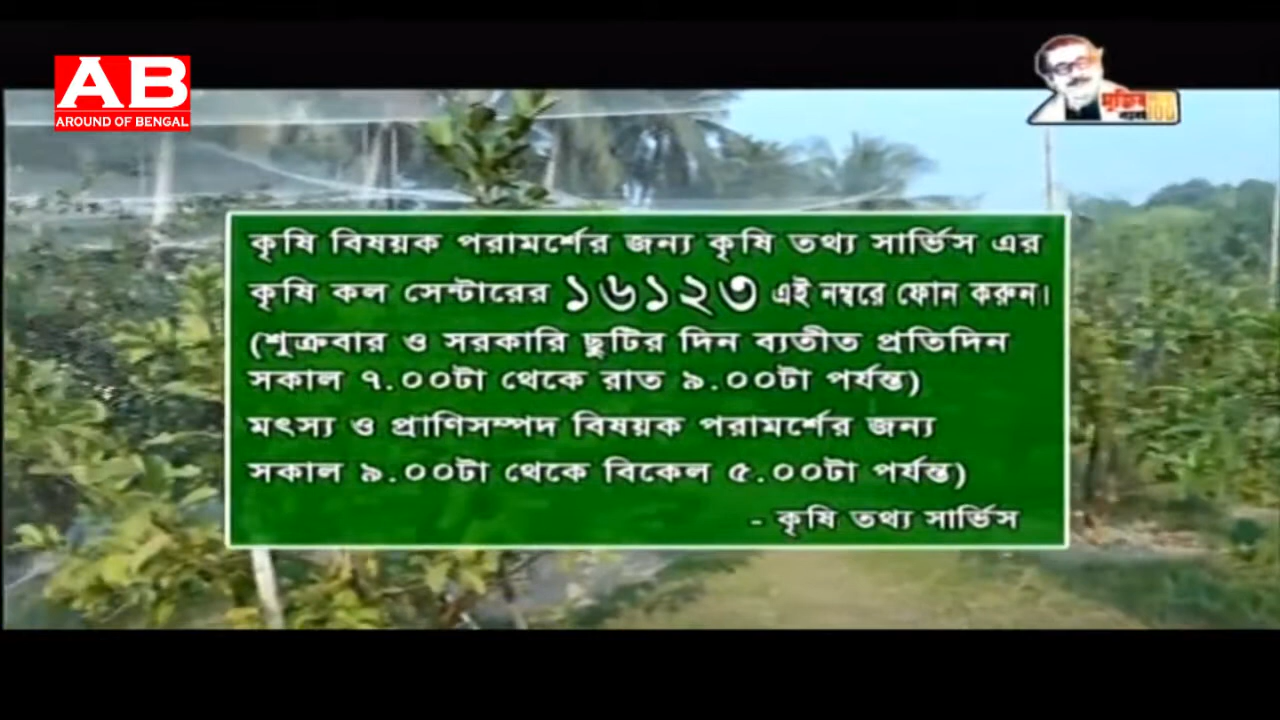 AB
AROUND OF BENGAL
মুজিব
100
কৃষি বিষয়ক পরামর্শের জন্য কৃষি তথ্য সার্ভিস এর
কৃষি কল সেন্টারের ১৬১২৩ এই নম্বরে ফোন করুন।
(শুক্রবার ও সরকারি ছুটির দিন ব্যতীত প্রতিদিন
সকাল ৭.০০টা থেকে রাত ৯.০০টা পর্যন্ত)
মৎস্য ও প্রাণিসম্পদ বিষয়ক পরামর্শের জন্য
সকাল ৯.০০টা থেকে বিকেল ৫.০০টা পর্যন্ত)
- কৃষি তথ্য সার্ভিস